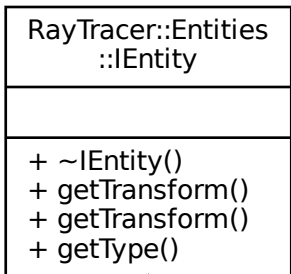 RayTracer::Entities
::IEntity
+ ~IEntity()
+ getTransform()
+ getTransform()
+ getType()